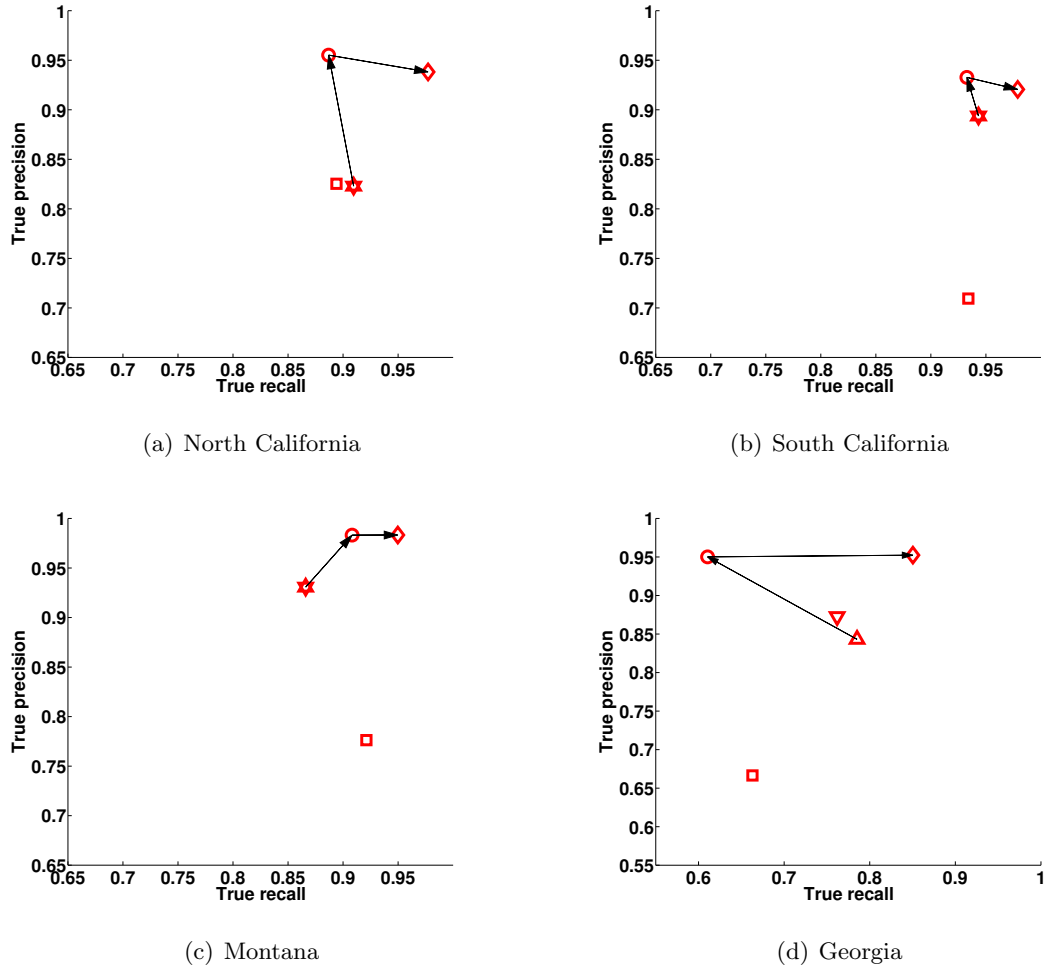 1
0.95
0.9
0.85
0.8
0.75
0.7
0.65
True precision
0.65 0.7 0.75 0.8 0.85 0.9 0.95
True recall
(a) North California
1
0.95
0.9
0.85
0.8
0.75
0.7
0.65
True precision
0.65 0.7 0.75 0.8 0.85 0.9 0.95
True recall
(b) South California
1
0.95
0.9
0.85
0.8
0.75
0.7
0.65
True precision
0.65 0.7 0.75 0.8 0.85 0.9 0.95
True recall
(c) Montana
1
0.95
0.9
0.85
0.8
0.75
0.7
0.65
0.6
0.55
True precision
0.6 0.7 0.8 0.9 1
True recall
(d) Georgia